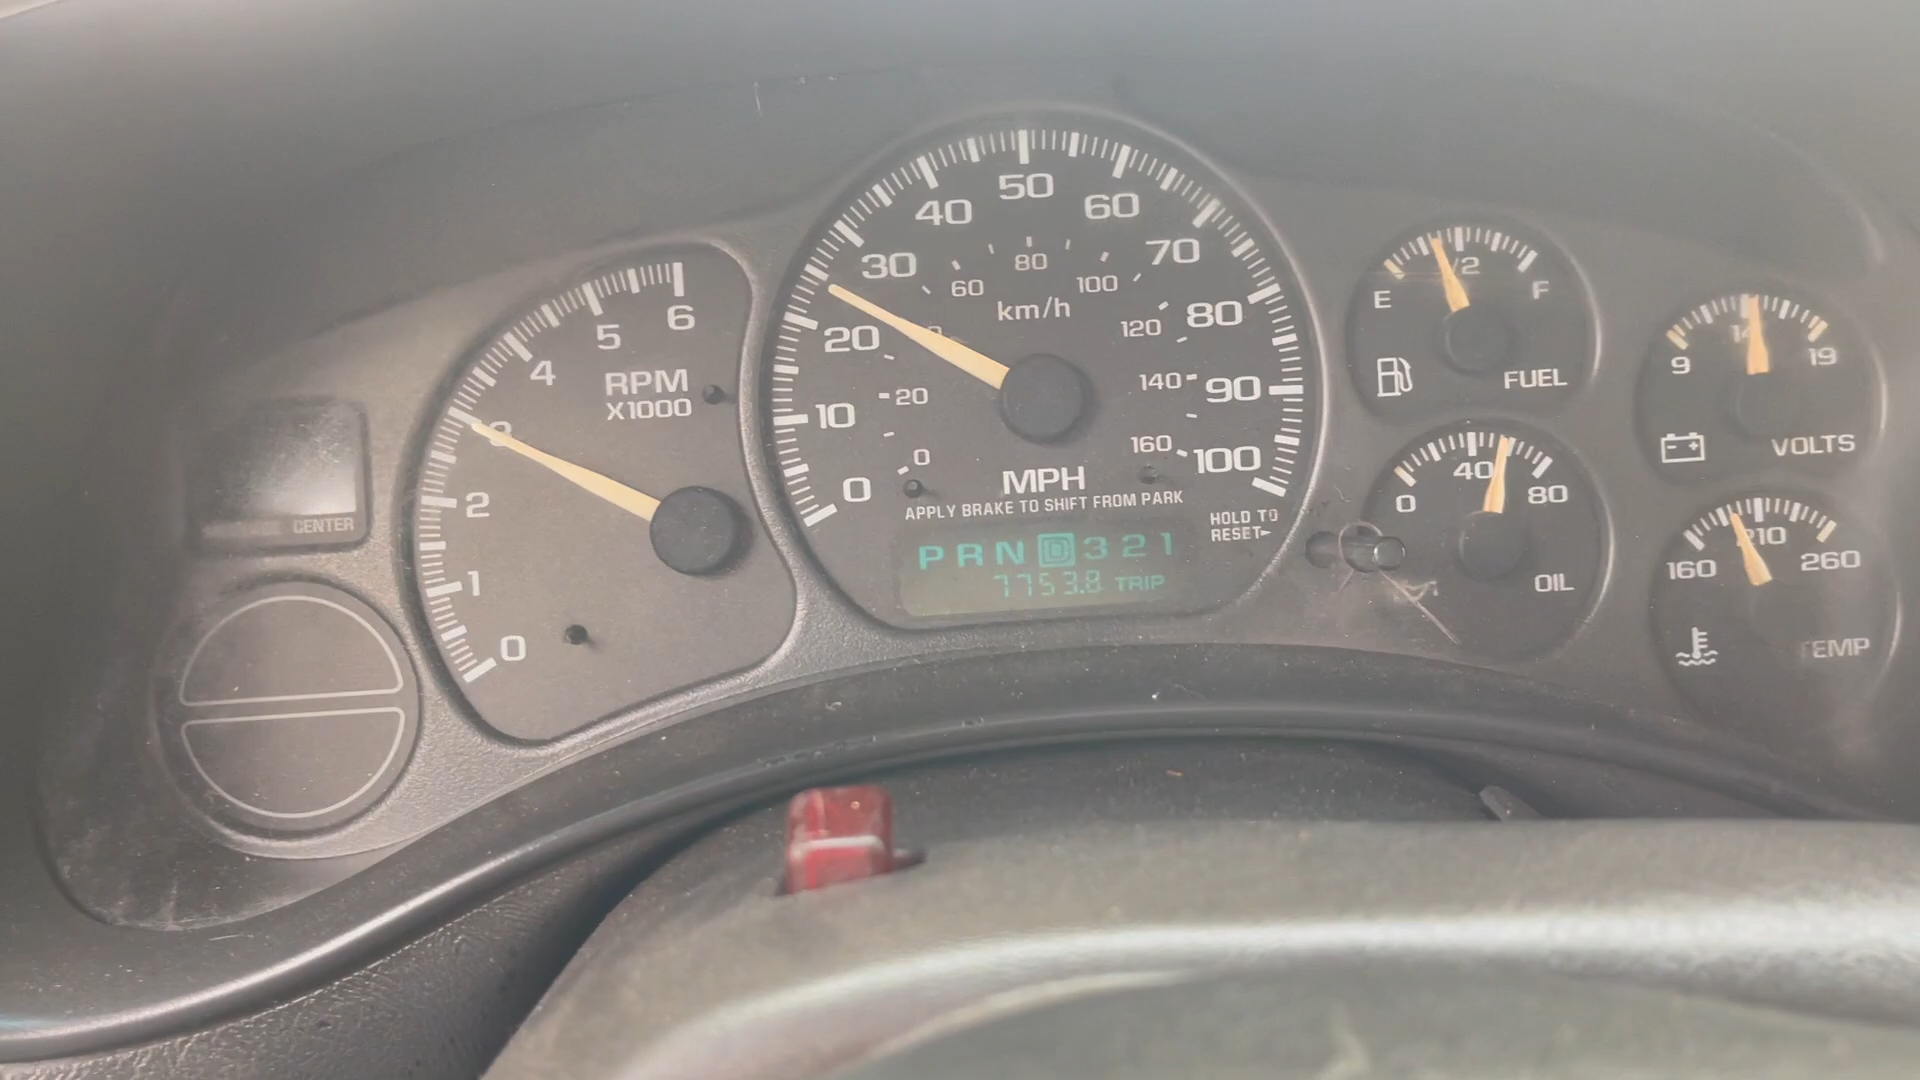 50
40
60
30
70
80
60
100
km/h
20
120
80
140
90
20
10
160
100
0
0
MPH
APPLY BRAKE TO SHIFT FROM PARK
HOLD TO
RESET
P R N D 3 2 1
7753.8 TRIP
6
5
4
RPM
X1000
3
2
1
0
CENTER
E
F
FUEL
9
19
VOLTS
40
0
80
OIL
210
160
260
TEMP